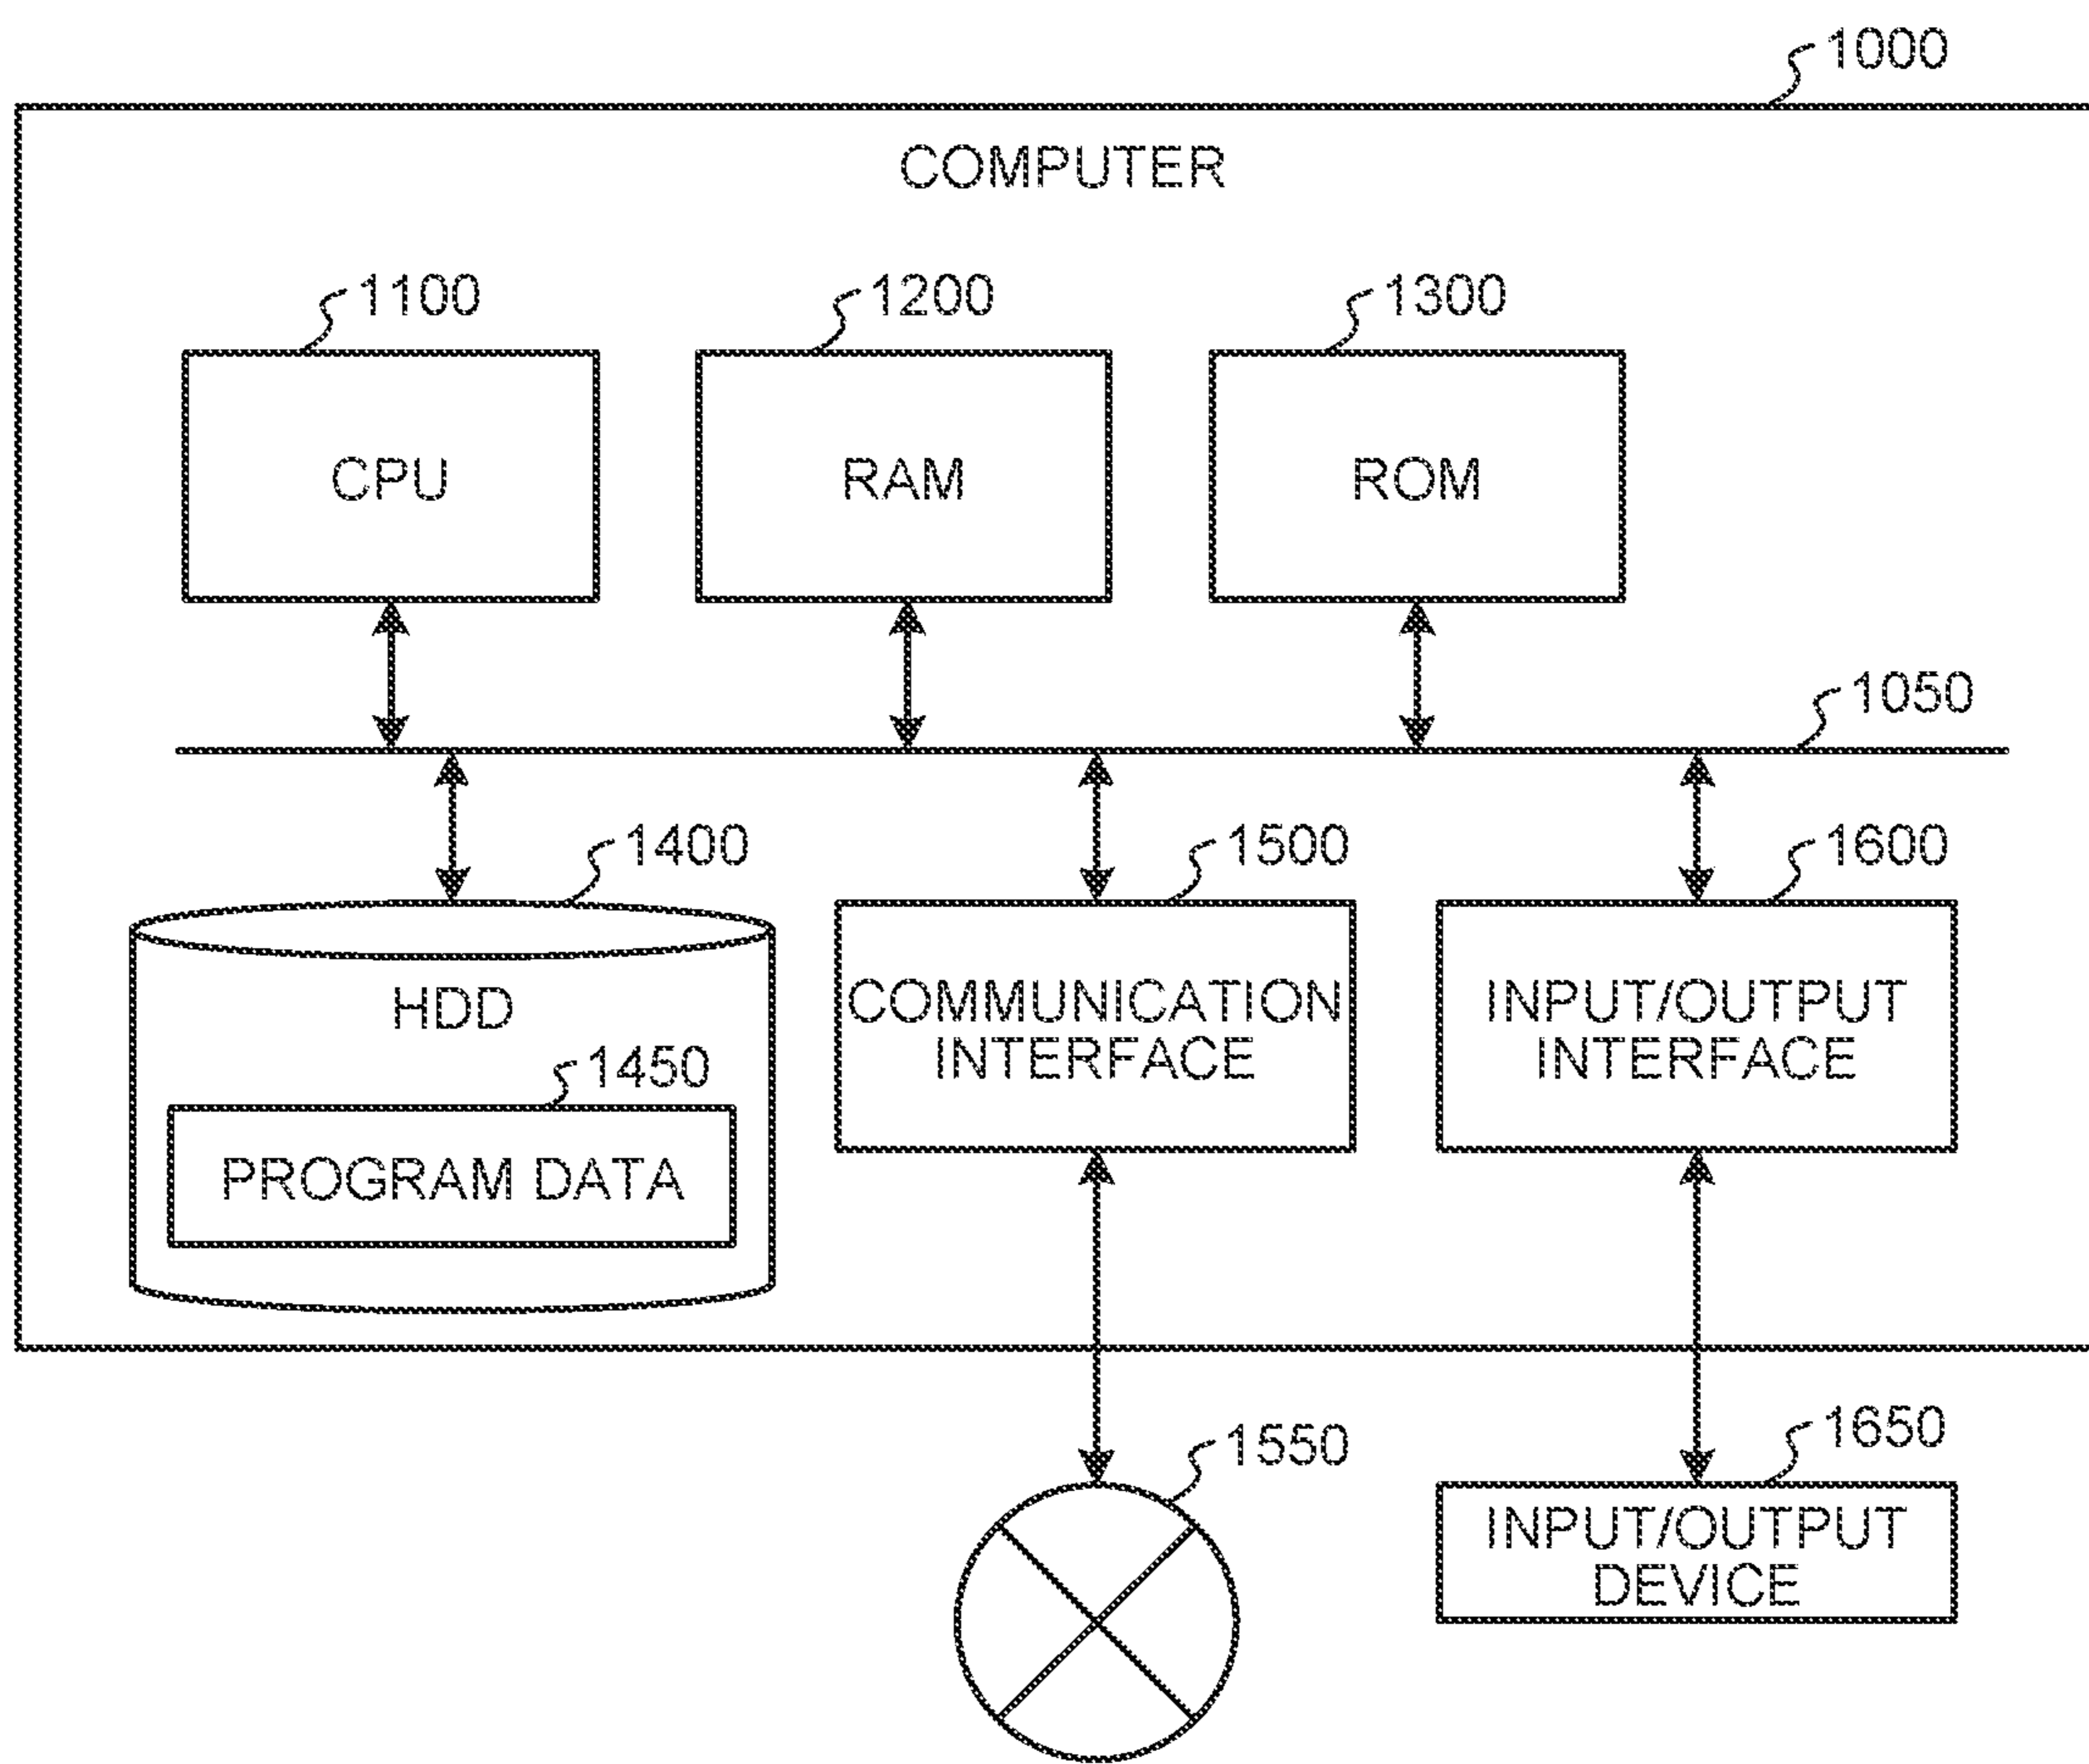 1000
COMPUTER
1100
1200
1300
CPU
RAM
ROM
1050
1400
1500
1600
HDD
COMMUNICATION
INTERFACE
INPUT/OUTPUT
INTERFACE
1450
PROGRAM DATA
1550
1650
INPUT/OUTPUT
DEVICE